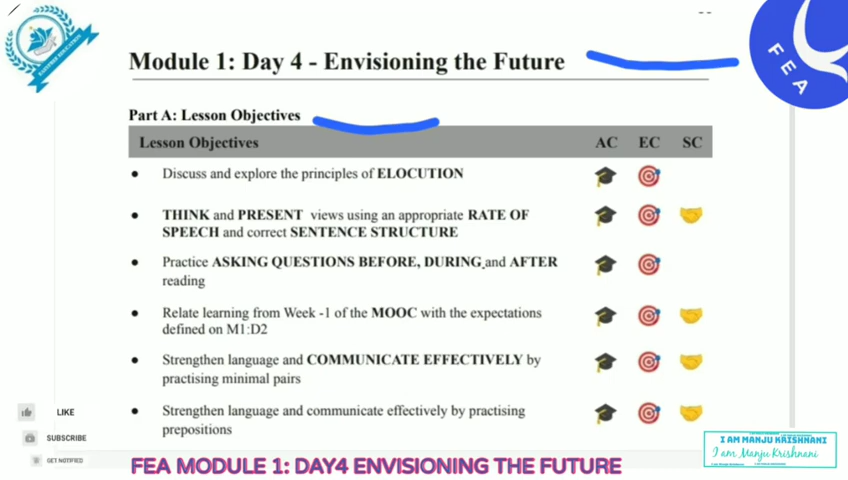 Module 1: Day 4 - Envisioning the Future
FEA
Part A: Lesson Objectives
Lesson Objectives AC EC SC
Discuss and explore the principles of ELOCUTION
THINK and PRESENT views using an appropriate RATE OF
SPEECH and correct SENTENCE STRUCTURE
Practice ASKING QUESTIONS BEFORE, DURING and AFTER
reading
Relate learning from Week -1 of the MOOC with the expectations
defined on M1:D2
Strengthen language and COMMUNICATE EFFECTIVELY by
practising minimal pairs
Strengthen language and communicate effectively by practising
prepositions
LIKE
SUBSCRIBE
GET NOTIFIED
I AM MANJU KRISHNANI
I am Manju Krishnani
FEA MODULE 1: DAY4 ENVISIONING THE FUTURE